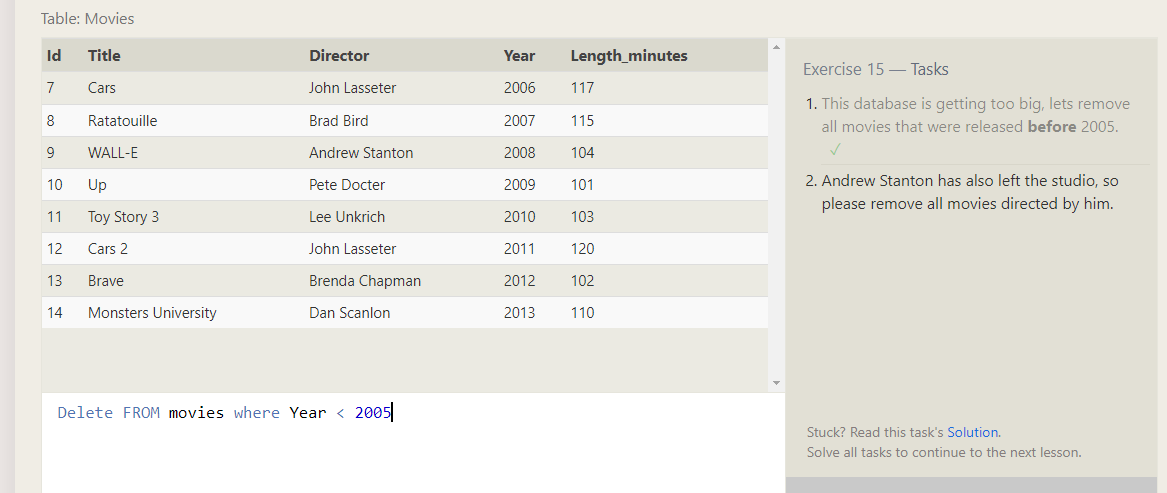 Table: Movies
Id Title Director Year Length_minutes
7 Cars John Lasseter 2006 117
8 Ratatouille Brad Bird 2007 115
9 WALL-E Andrew Stanton 2008 104
10 Up Pete Docter 2009 101
11 Toy Story 3 Lee Unkrich 2010 103
12 Cars 2 John Lasseter 2011 120
13 Brave Brenda Chapman 2012 102
14 Monsters University Dan Scanlon 2013 110
Delete FROM movies where Year < 2005
Exercise 15 — Tasks
1. This database is getting too big, lets remove
all movies that were released before 2005.
✓
2. Andrew Stanton has also left the studio, so
please remove all movies directed by him.
Stuck? Read this task's Solution.
Solve all tasks to continue to the next lesson.